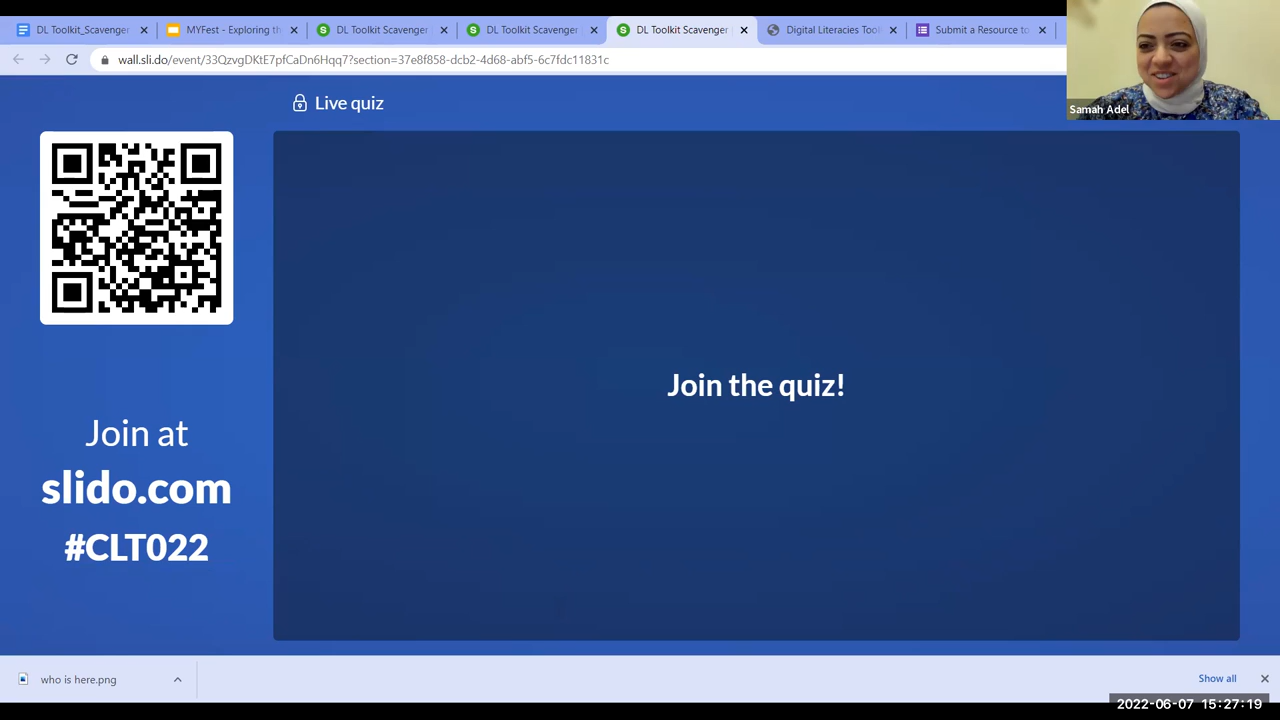 DL Toolkit_Scavenger
MYFest - Exploring th
DL Toolkit Scavenger
DL Toolkit Scavenger
DL Toolkit Scavenger
Digital Literacies Tool
Submit a Resource to
wall.sli.do/event/33QzvgDKtE7pfCaDn6Hqq7?section=37e8f858-dcb2-4d68-abf5-6c7fdc11831c
Samah Adel
Live quiz
Join the quiz!
Join at
slido.com
#CLT022
who is here.png
Show all
2022-06-07 15:27:19